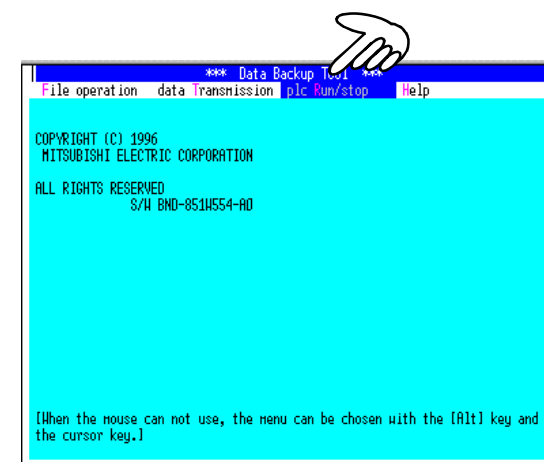 *** Data Backup Tool ***
File operation data Transmission plc Run/stop Help
COPYRIGHT (C) 1996
MITSUBISHI ELECTRIC CORPORATION
ALL RIGHTS RESERVED
S/W BND-851W554-A0
[When the mouse can not use, the menu can be chosen with the [Alt] key and
the cursor key.]